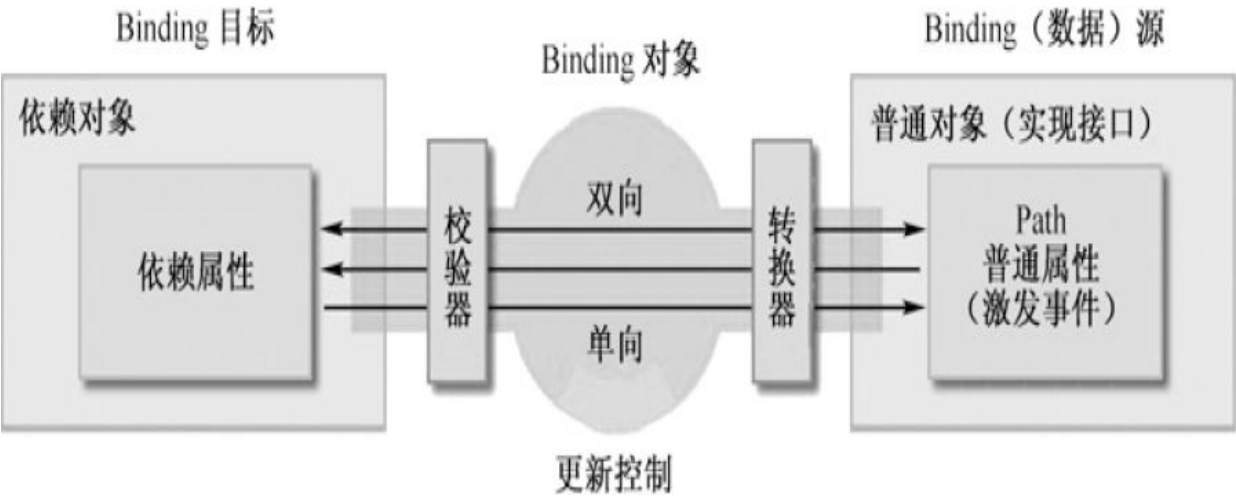 Binding 目标
Binding 对象
Binding（数据）源
依赖对象
依赖属性
校验器
双向
单向
转换器
普通对象（实现接口）
Path
普通属性
（激发事件）
更新控制